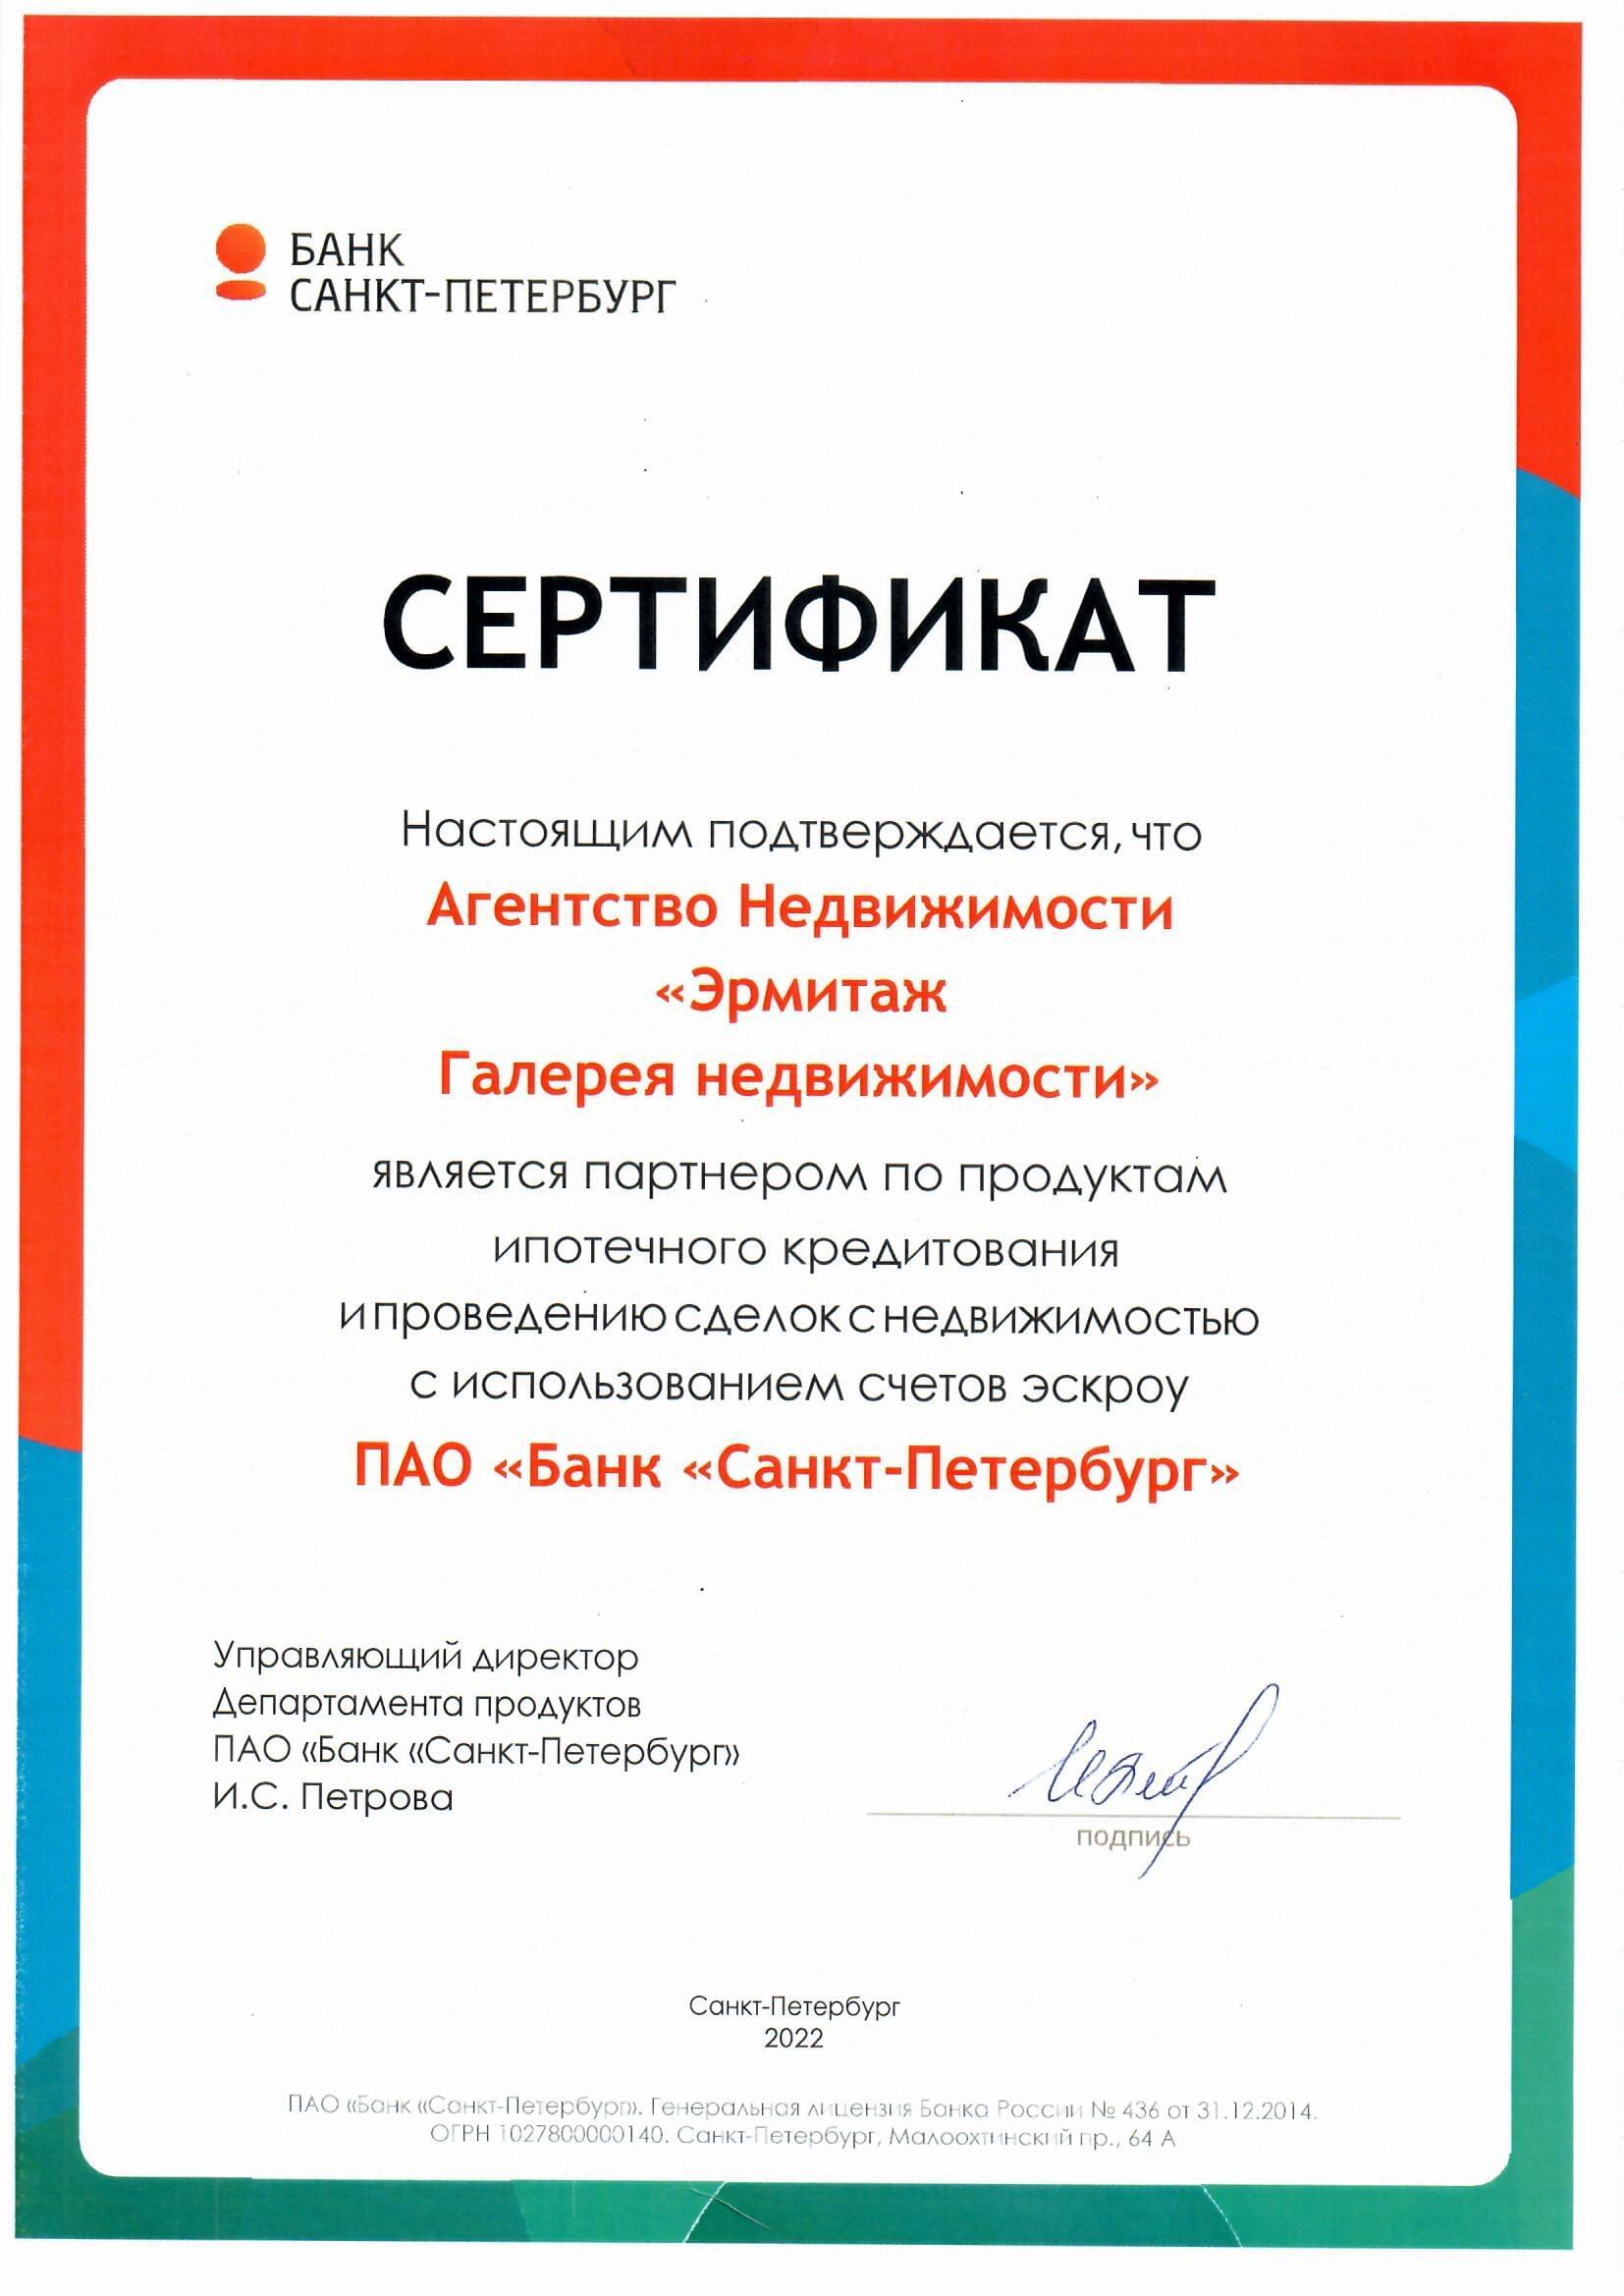 БАНК
САНКТ-ПЕТЕРБУРГ
СЕРТИФИКАТ
Настоящим подтверждается, что
Агентство Недвижимости
«Эрмитаж
Галерея недвижимости»
является партнером по продуктам
ипотечного кредитования
и проведению сделок с недвижимостью
с использованием счетов эскроу
ПАО «Банк «Санкт-Петербург»
Управляющий директор
Департамента продуктов
ПАО «Банк «Санкт-Петербург»
И.С. Петрова
подпись
Санкт-Петербург
2022
ПАО «Банк «Санкт-Петербург». Генеральная лицензия Банка России № 436 от 31.12.2014.
ОГРН 1027800000140. Санкт-Петербург, Малоохтинский пр., 64 А